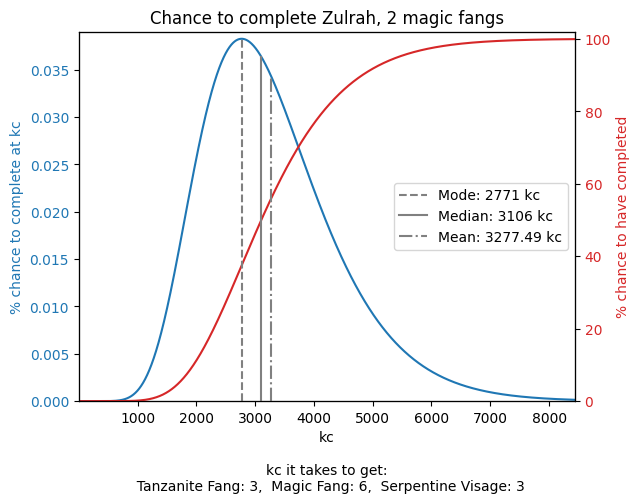 Chance to complete Zulrah, 2 magic fangs
% chance to complete at kc
0.035
0.030
0.025
0.020
0.015
0.010
0.005
0.000
Mode: 2771 kc
Median: 3106 kc
Mean: 3277.49 kc
100
80
60
40
20
0
% chance to have completed
1000 2000 3000 4000 5000 6000 7000 8000
kc
kc it takes to get:
Tanzanite Fang: 3,  Magic Fang: 6,  Serpentine Visage: 3